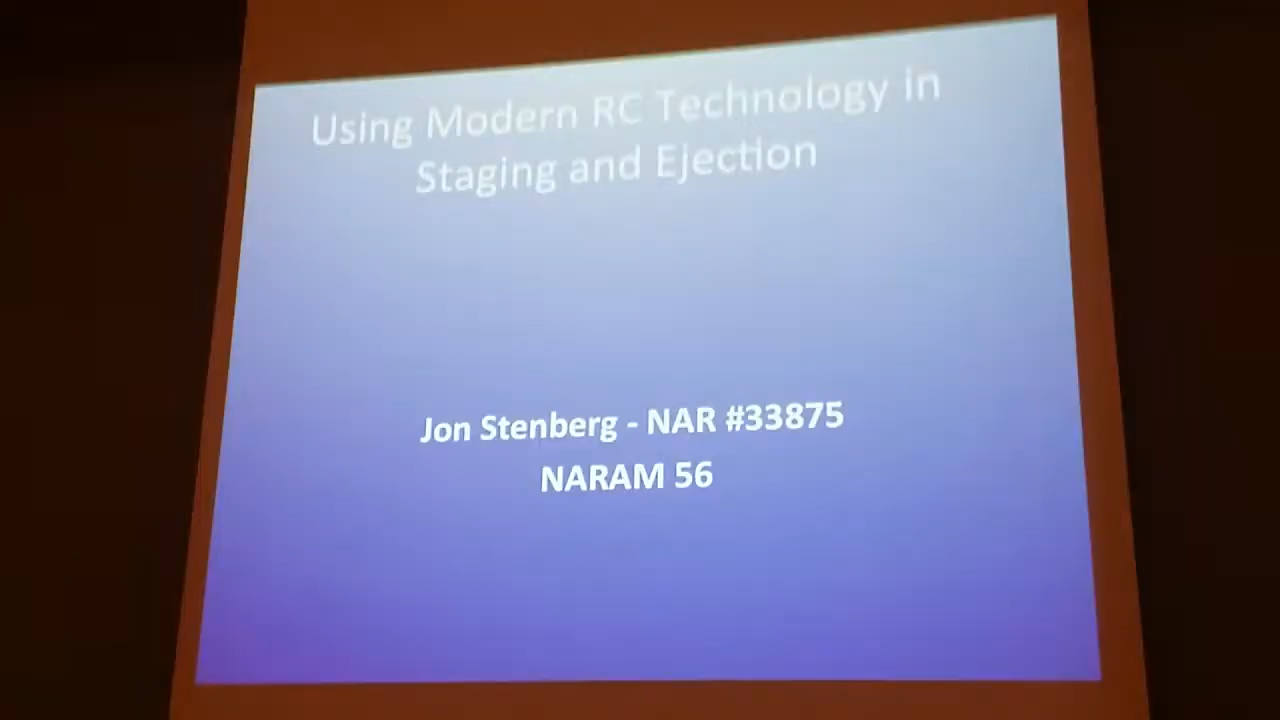 Using Modern RC Technology in
Staging and Ejection
Jon Stenberg - NAR #33875
NARAM 56